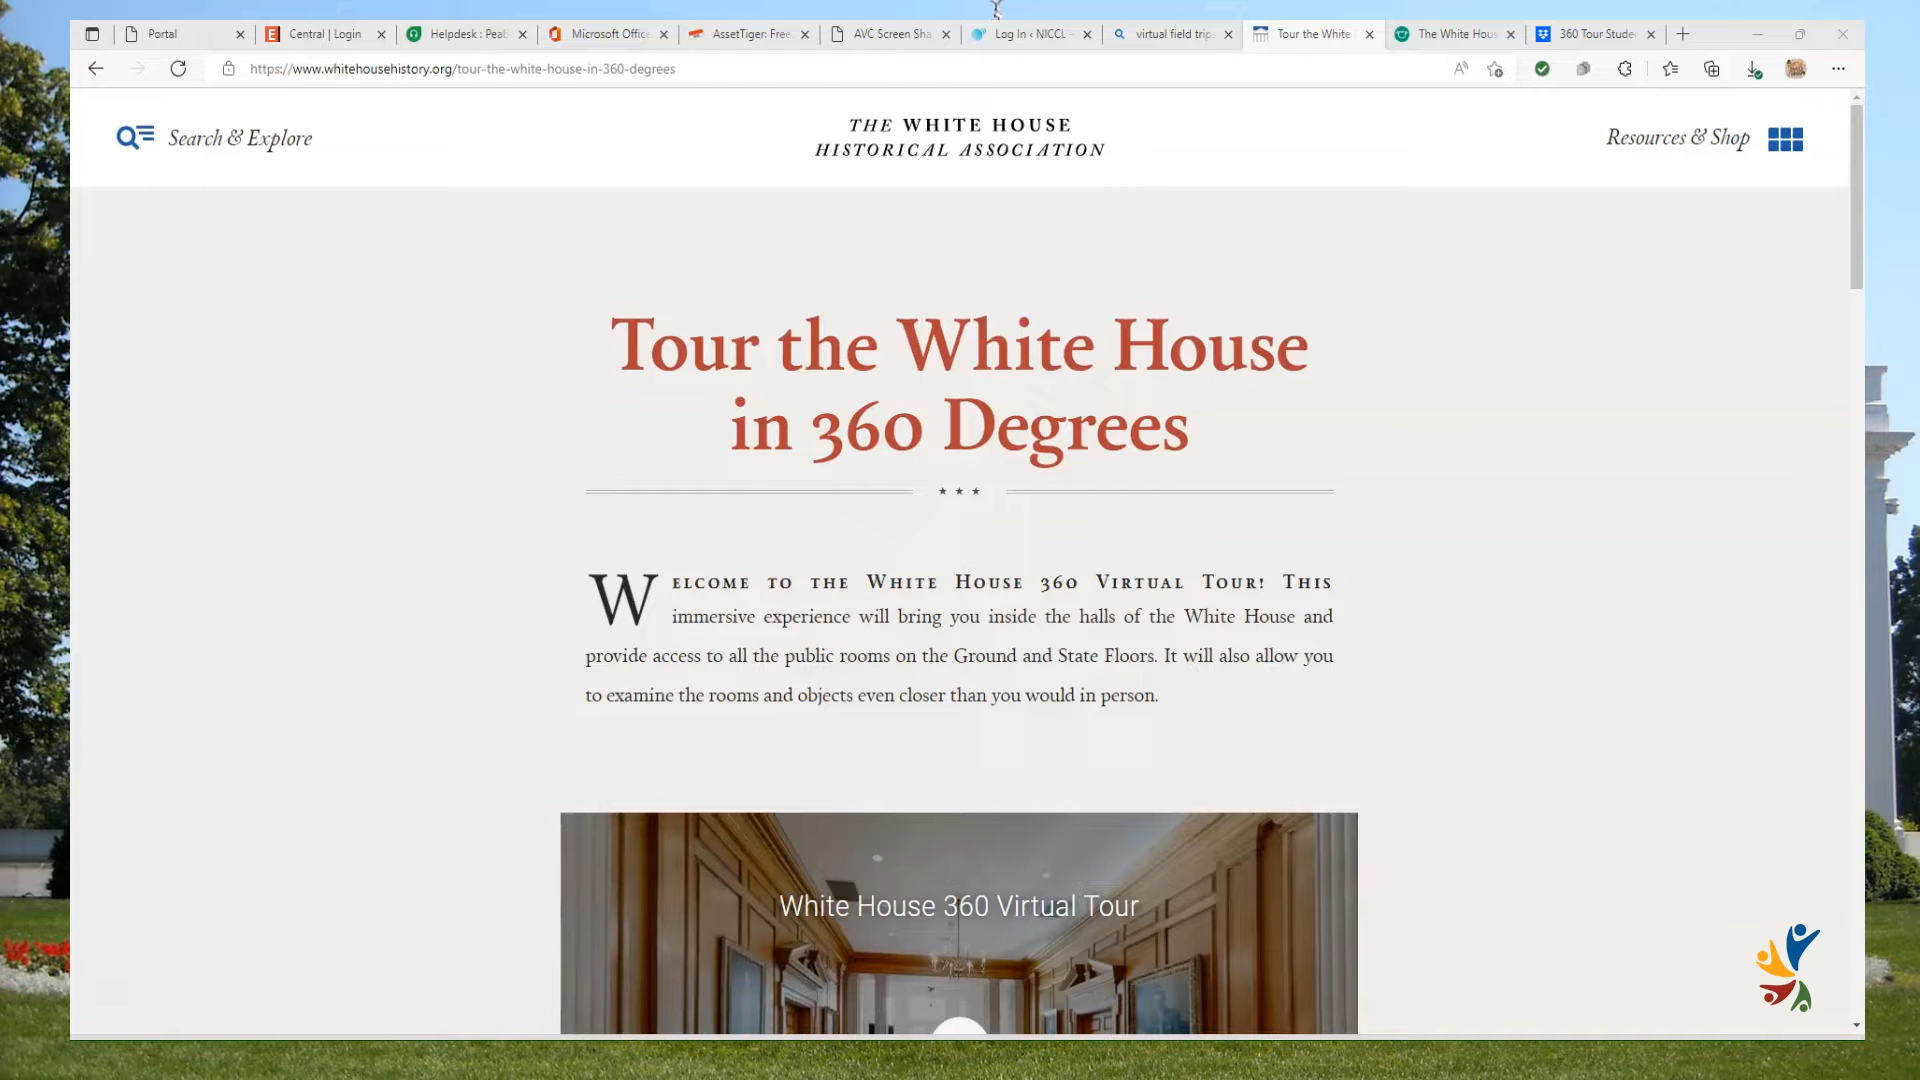 Portal
Central | Login
Helpdesk : Peab
Microsoft Office
AssetTiger: Free
AVC Screen Sha
Log In ‹ NICCL –
virtual field trips
Tour the White
The White Hous
360 Tour Stude
https://www.whitehousehistory.org/tour-the-white-house-in-360-degrees
Search & Explore
THE WHITE HOUSE
HISTORICAL ASSOCIATION
Resources & Shop
Tour the White House
in 360 Degrees
WELCOME TO THE WHITE HOUSE 360 VIRTUAL TOUR! THIS
immersive experience will bring you inside the halls of the White House and
provide access to all the public rooms on the Ground and State Floors. It will also allow you
to examine the rooms and objects even closer than you would in person.
White House 360 Virtual Tour